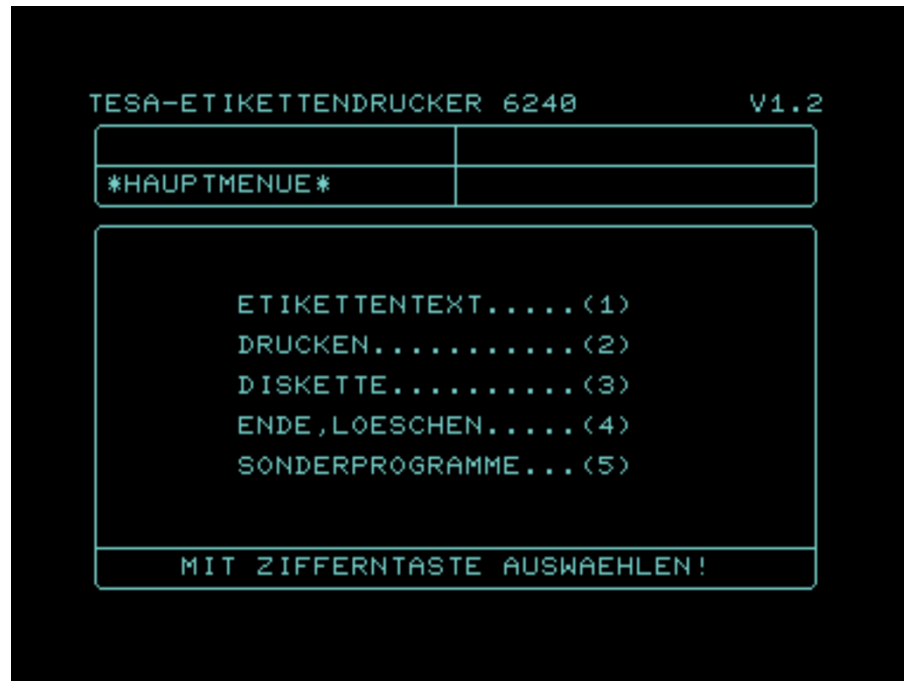 TESA-ETIKETTENDRUCKER 6240 V1.2
*HAUPTMENUE*
ETIKETTENTEXT.....(1)
DRUCKEN...........(2)
DISKETTE..........(3)
ENDE,LOESCHEN.....(4)
SONDERPROGRAMME...(5)
MIT ZIFFERNTASTE AUSWAEHLEN!